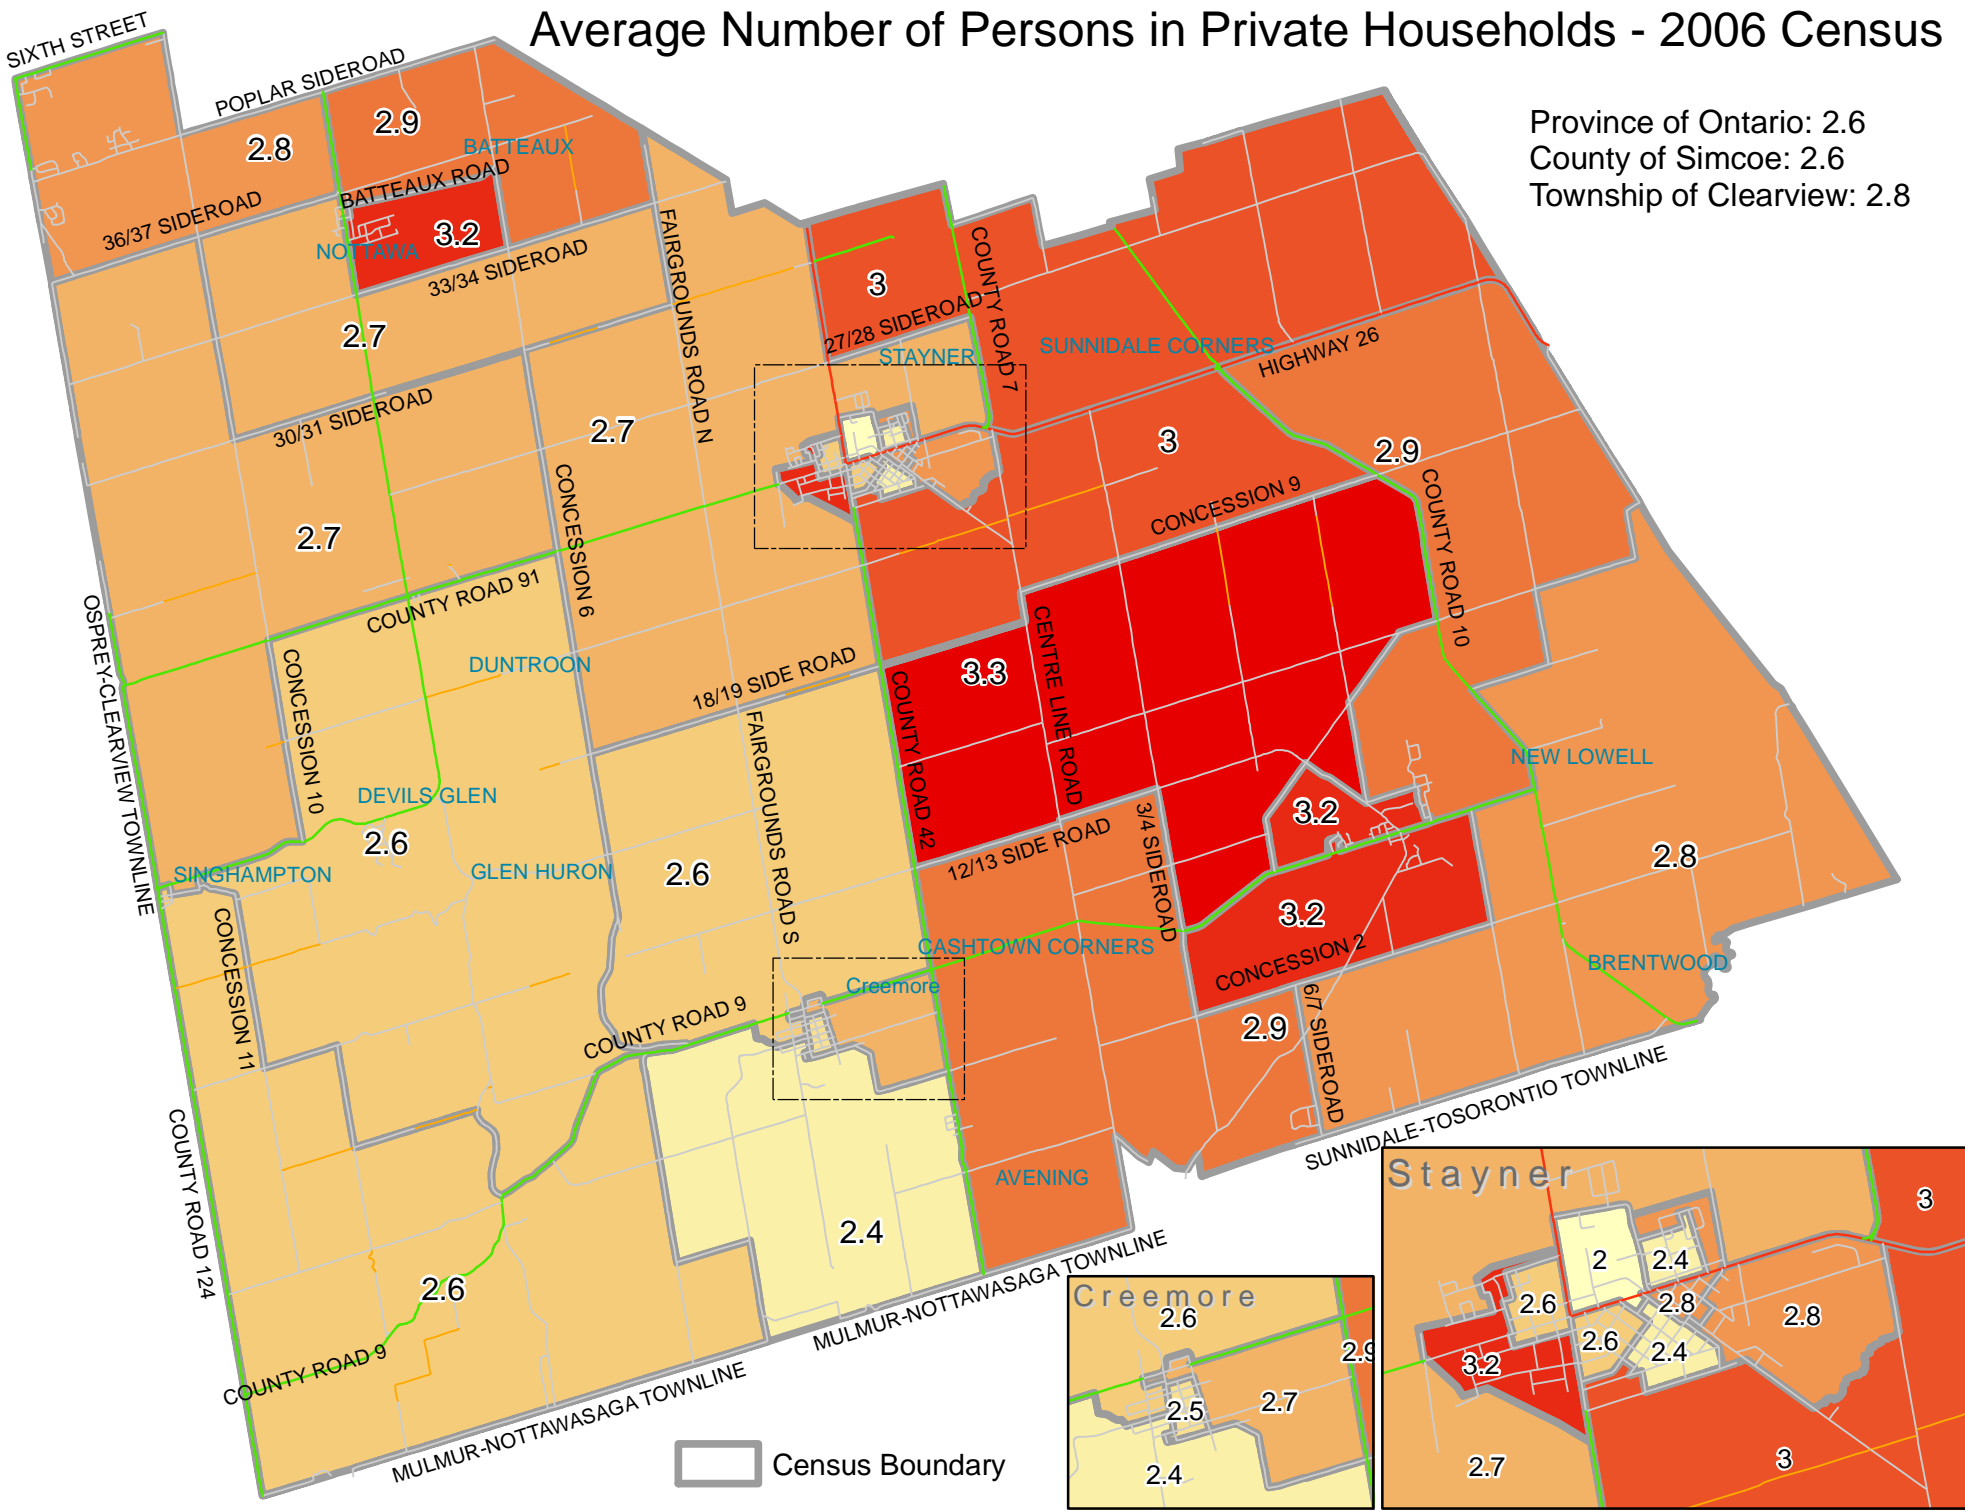 Average Number of Persons in Private Households - 2006 Census
Province of Ontario: 2.6
County of Simcoe: 2.6
Township of Clearview: 2.8
SIXTH STREET
POPLAR SIDEROAD
2.9
2.8
BATTEAUX
BATTEAUX ROAD
36/37 SIDEROAD
NOTTAWA
3.2
33/34 SIDEROAD
FAIRGROUNDS ROAD N
COUNTY ROAD 7
3
27/28 SIDEROAD
2.7
STAYNER
SUNNIDALE CORNERS
HIGHWAY 26
30/31 SIDEROAD
2.7
3
2.9
CONCESSION 9
COUNTY ROAD 10
2.7
CONCESSION 6
COUNTY ROAD 91
OSPREY-CLEARVIEW TOWNLINE
DUNTROON
CONCESSION 10
18/19 SIDE ROAD
3.3
CENTRE LINE ROAD
COUNTY ROAD 42
FAIRGROUNDS ROAD S
NEW LOWELL
DEVILS GLEN
2.6
3.2
3/4 SIDEROAD
12/13 SIDE ROAD
2.8
SINGHAMPTON
GLEN HURON
2.6
3.2
CONCESSION 11
CASHTOWN CORNERS
CONCESSION 2
BRENTWOOD
Creemore
COUNTY ROAD 9
2.9
6/7 SIDEROAD
SUNNIDALE-TOSORONTIO TOWNLINE
COUNTY ROAD 124
AVENING
2.4
2.6
MULMUR-NOTTAWASAGA TOWNLINE
COUNTY ROAD 9
MULMUR-NOTTAWASAGA TOWNLINE
Census Boundary
Creemore
2.6
2.9
2.7
2.5
2.4
Stayner
3
2
2.4
2.6
2.8
2.8
2.6
2.4
3.2
3
2.7